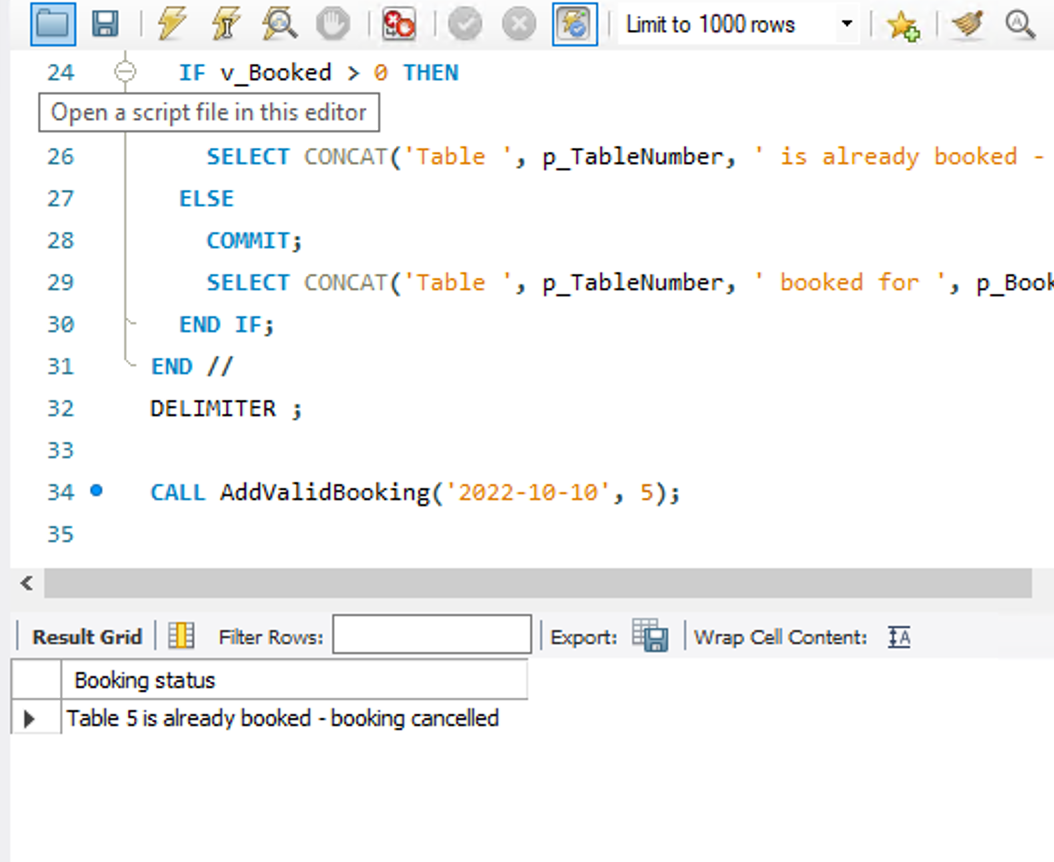 Limit to 1000 rows
24 IF v_Booked > 0 THEN
Open a script file in this editor
26 SELECT CONCAT('Table ', p_TableNumber, ' is already booked -
27 ELSE
28 COMMIT;
29 SELECT CONCAT('Table ', p_TableNumber, ' booked for ', p_Book
30 END IF;
31 END //
32 DELIMITER ;
33
34 CALL AddValidBooking('2022-10-10', 5);
35
Result Grid Filter Rows: Export: Wrap Cell Content: IA
Booking status
Table 5 is already booked - booking cancelled